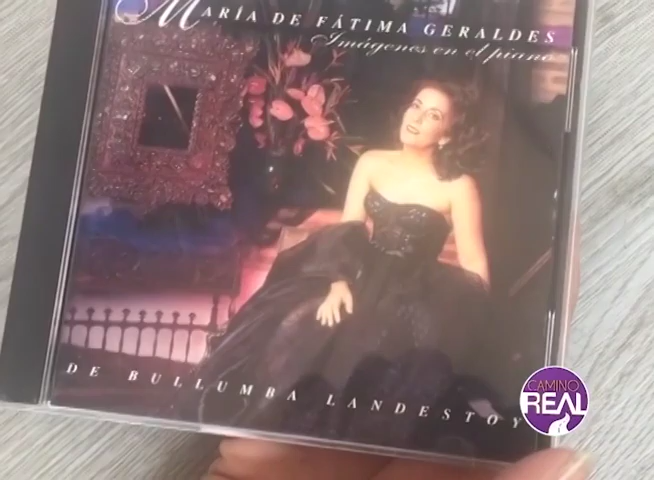 MARÍA DE FÁTIMA GERALDES
Imágenes en el piano
DE BULLUMBA LANDESTOY
CAMINO
REAL